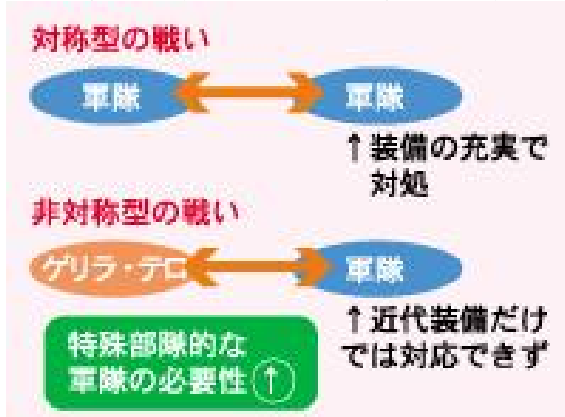 対称型の戦い
軍隊
軍隊
↑装備の充実で
対処
非対称型の戦い
ゲリラ・テロ
軍隊
↑近代装備だけ
では対応できず
特殊部隊的な
軍隊の必要性↑